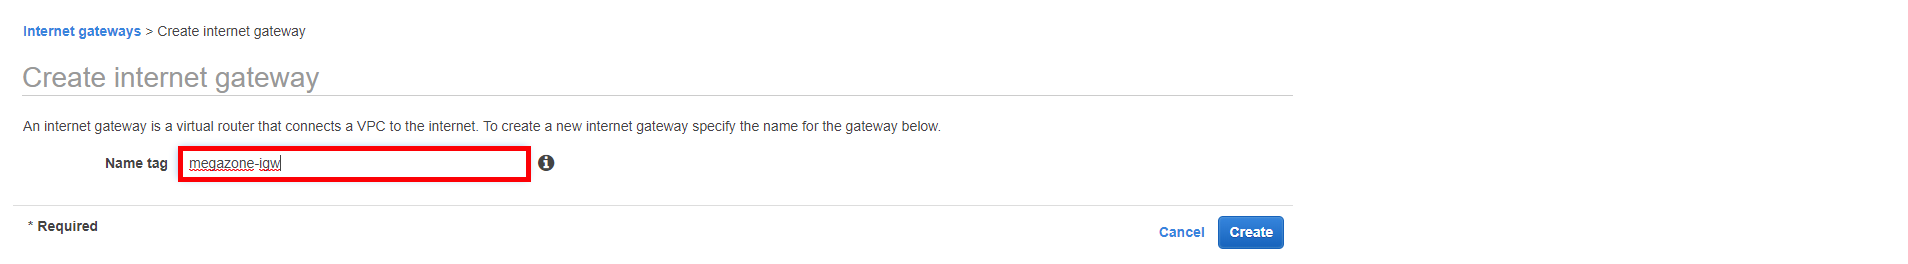 Internet gateways > Create internet gateway
Create internet gateway
An internet gateway is a virtual router that connects a VPC to the internet. To create a new internet gateway specify the name for the gateway below.
Name tag megazone-igw
* Required
Cancel Create